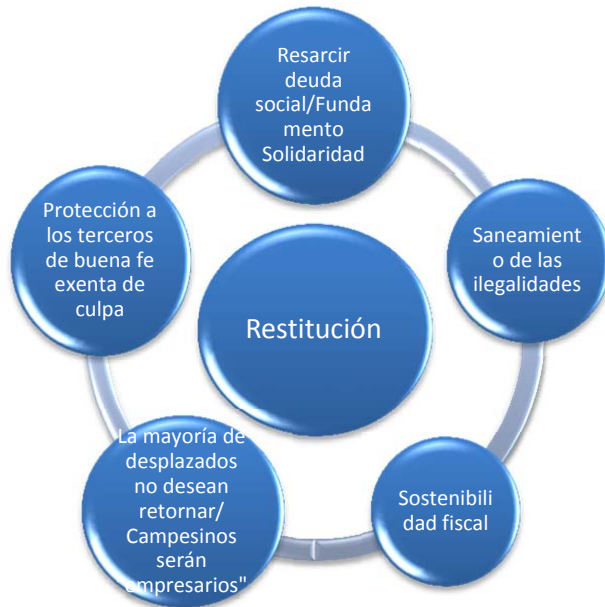 Resarcir
deuda
social/Funda
mento
Solidaridad
Protección a
los terceros
de buena fe
exenta de
culpa
Saneamient
o de las
ilegalidades
Restitución
La mayoría de
desplazados
no desean
retornar/
Campesinos
serán
empresarios"
Sostenibili
dad fiscal